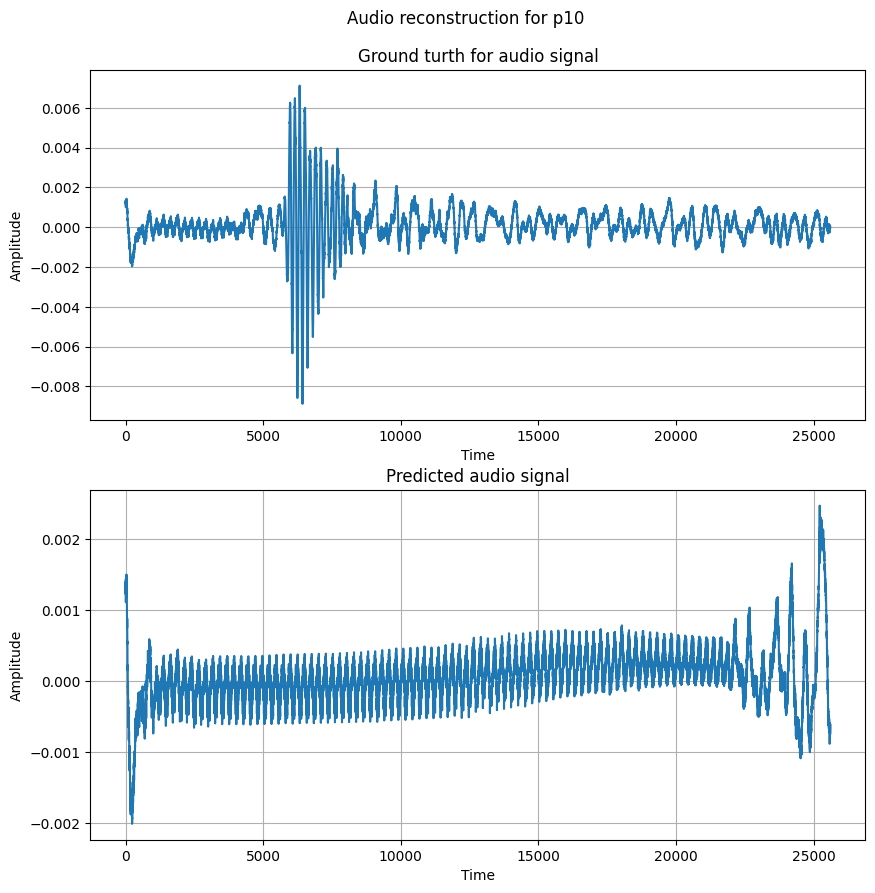 Audio reconstruction for p10
Ground turth for audio signal
0.006
0.004
0.002
0.000
−0.002
−0.004
−0.006
−0.008
Amplitude
0 5000 10000 15000 20000 25000
Time
Predicted audio signal
0.002
0.001
0.000
−0.001
−0.002
Amplitude
0 5000 10000 15000 20000 25000
Time